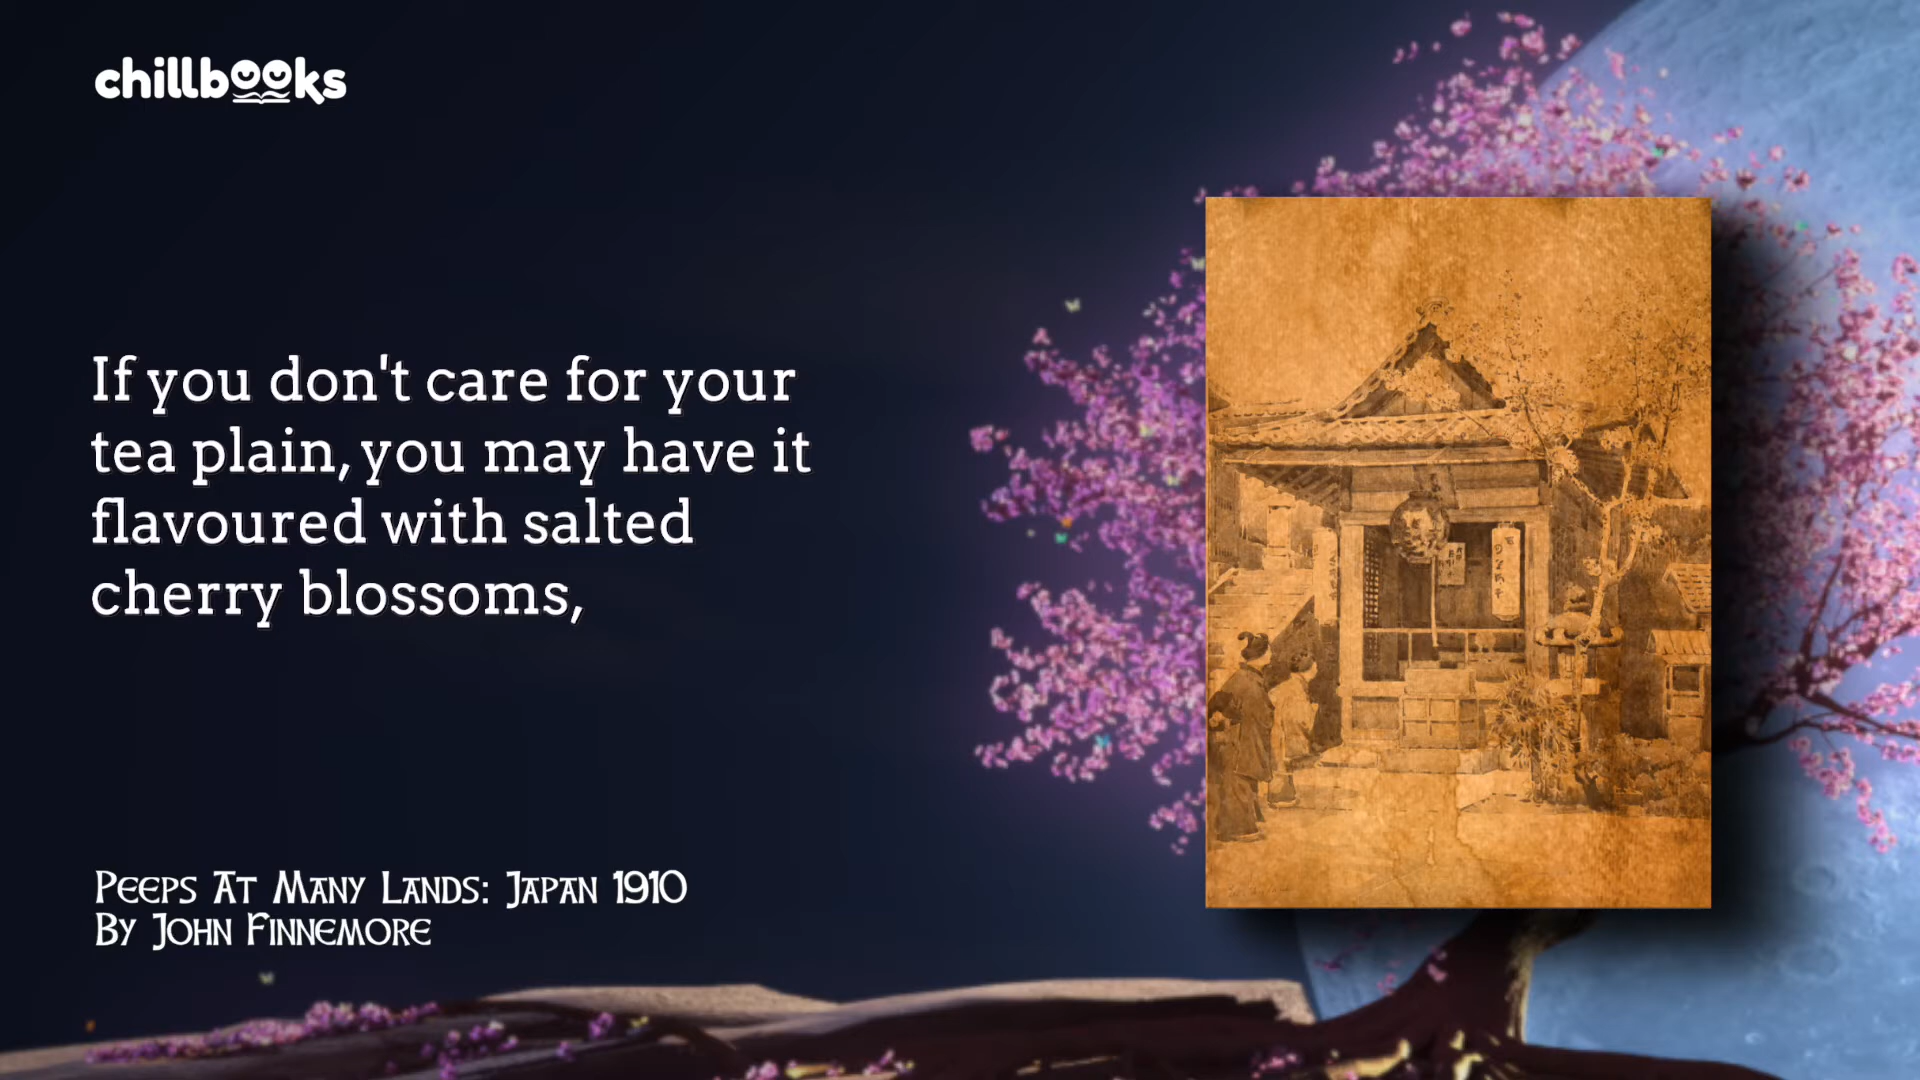 chillbooks
If you don't care for your
tea plain, you may have it
flavoured with salted
cherry blossoms,
Peeps At Many Lands: Japan 1910
By John Finnemore